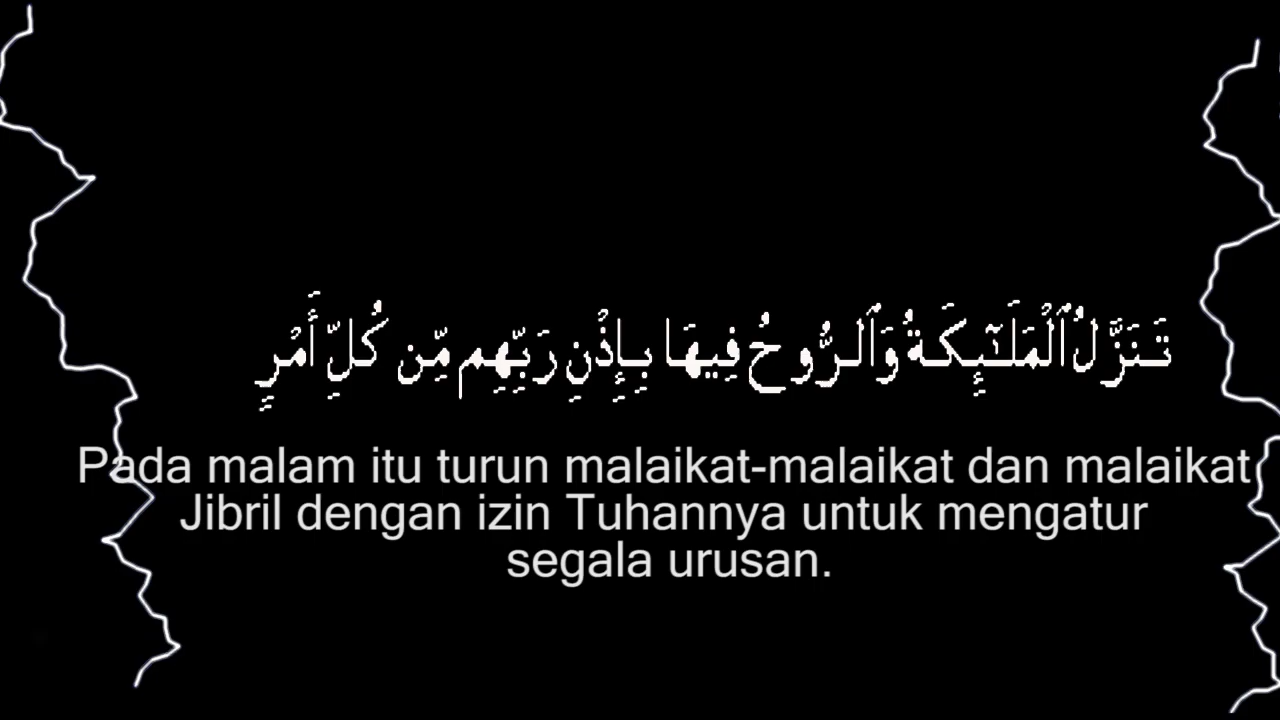 تَنَزَّلُ ٱلْمَلَـٰٓئِكَةُ وَٱلرُّوحُ فِيهَا بِإِذْنِ رَبِّهِم مِّن كُلِّ أَمْرٍ
Pada malam itu turun malaikat-malaikat dan malaikat
Jibril dengan izin Tuhannya untuk mengatur
segala urusan.